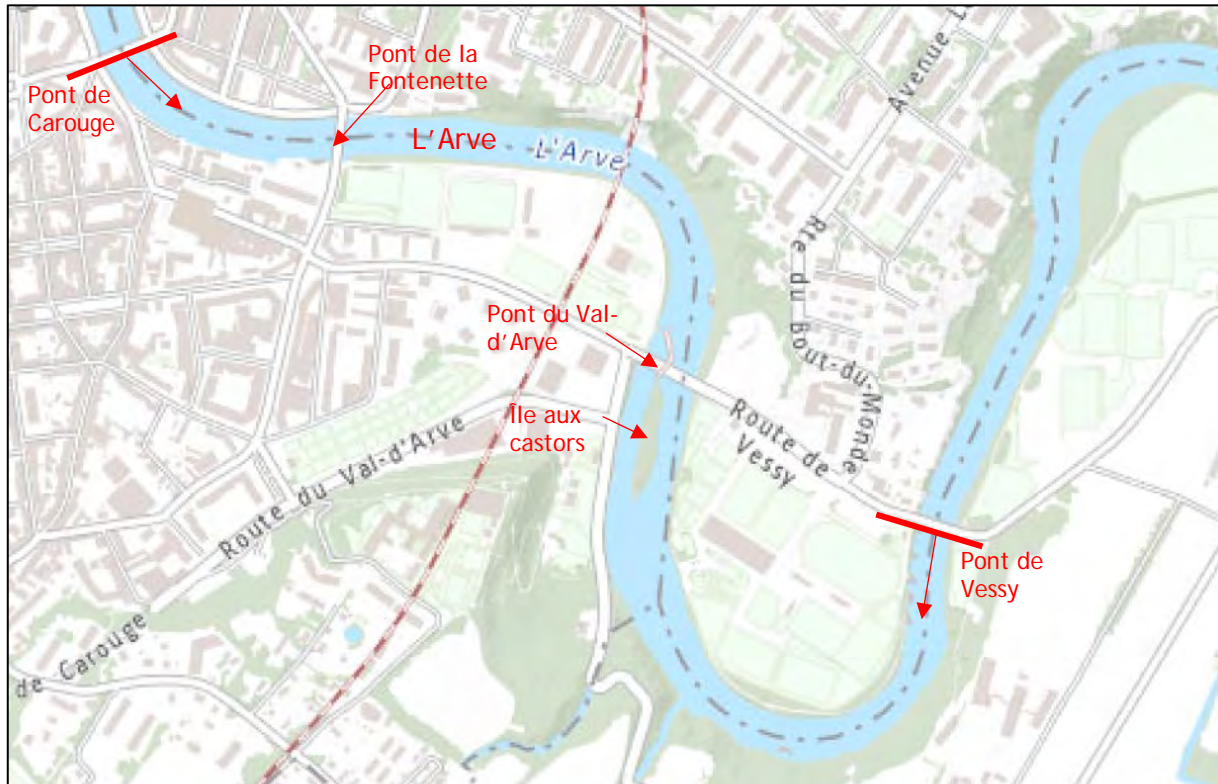 Pont de la
Fontenette
Pont de
Carouge
L'Arve
L'Arve
Avenue L
Rte du Bout-du-Monde
Pont du Val-
d'Arve
Île aux
castors
Route de
Vessy
Route du Val-d'Arve
Pont de
Vessy
de Carouge